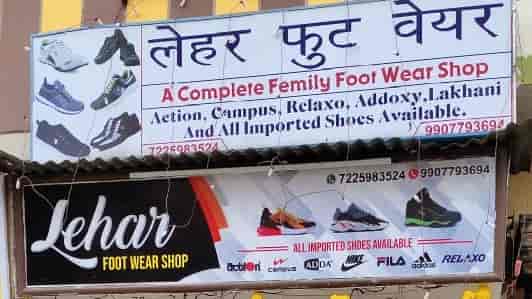 लेहर फुट वेयर
A Complete Femily Foot Wear Shop
Action, Campus, Relaxo, Addoxy, Lakhani
And All Imported Shoes Available.
7225983524
9907793694
7225983524 9907793694
Lehar
FOOT WEAR SHOP
ALL IMPORTED SHOES AVAILABLE
action campus ADDA NIKE FILA adidas RELAXO